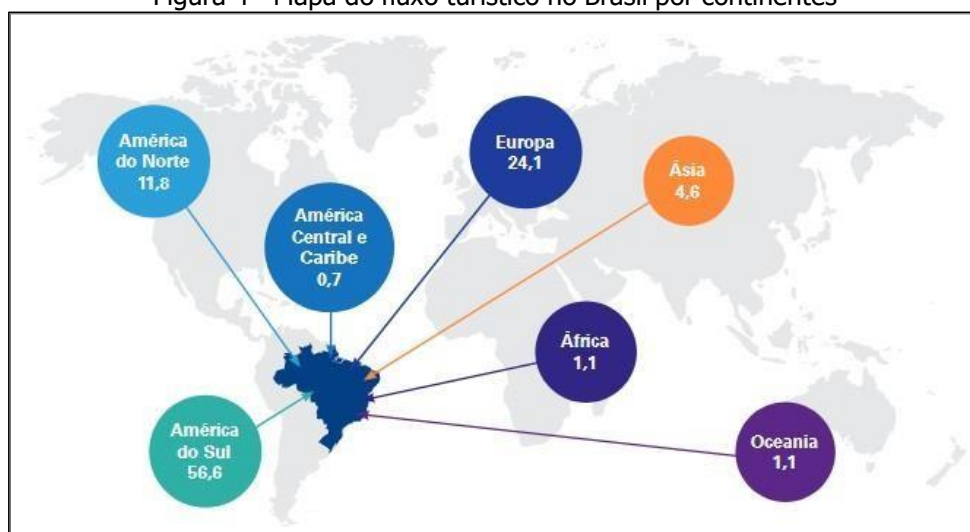 Figura 4 - Mapa do fluxo turístico no Brasil por continentes
América
do Norte
11,8
América
Central e
Caribe
0,7
Europa
24,1
Ásia
4,6
África
1,1
América
do Sul
56,6
Oceania
1,1